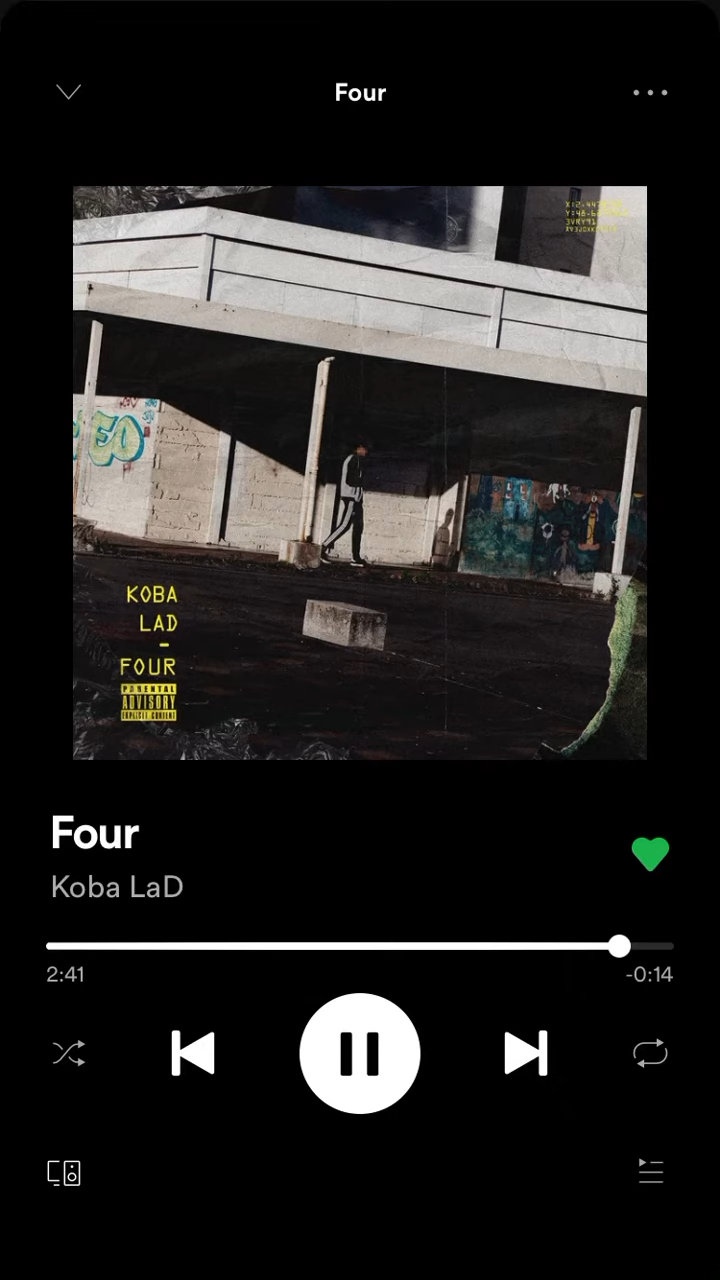 Four
KOBA
LAD
-
FOUR
PARENTAL
ADVISORY
EXPLICIT CONTENT
Four
Koba LaD
2:41
-0:14